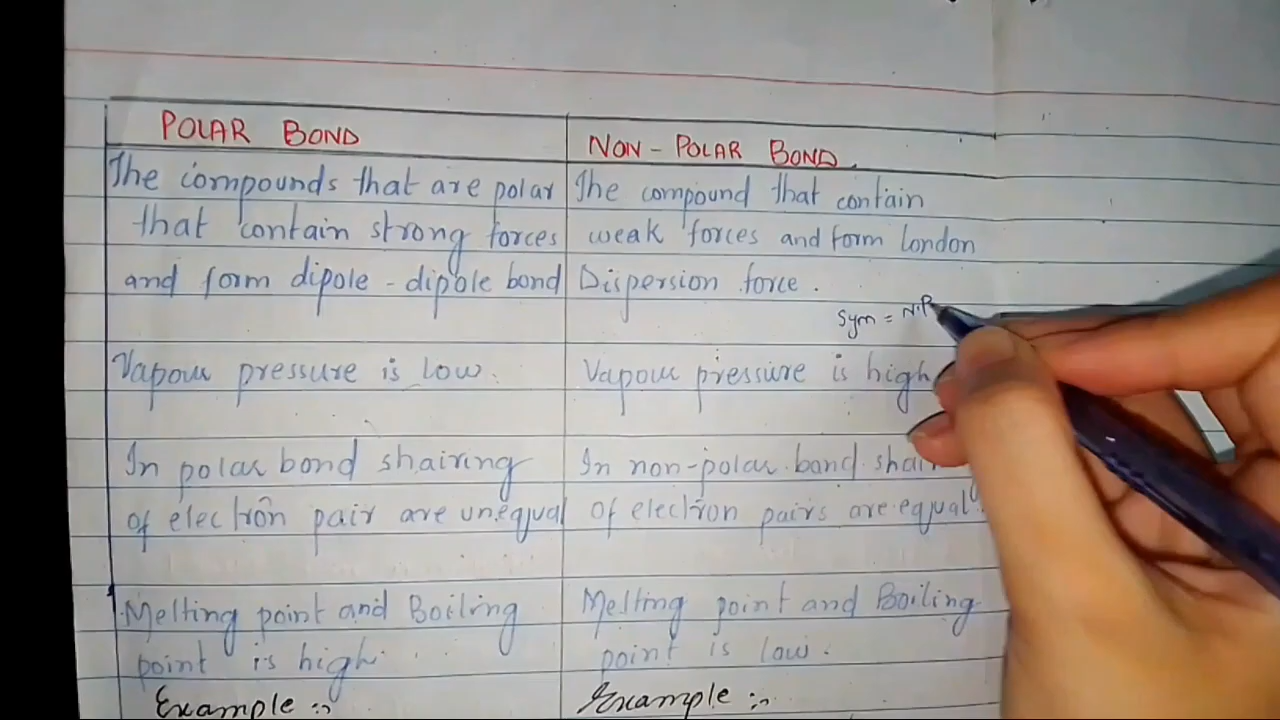 POLAR BOND
The compounds that are polar
that contain strong forces
and form dipole - dipole bond
Vapour pressure is low.
In polar bond shairing
of electron pair are unequal
Melting point and Boiling
point is high.
Example :-
NON - POLAR BOND.
The compound that contain
weak forces and form london
Dispersion force.
Sym = N.P
Vapour pressure is high
In non-polar bond shair
of electron pairs are equal.
Melting point and Boiling
point is low.
Example :-